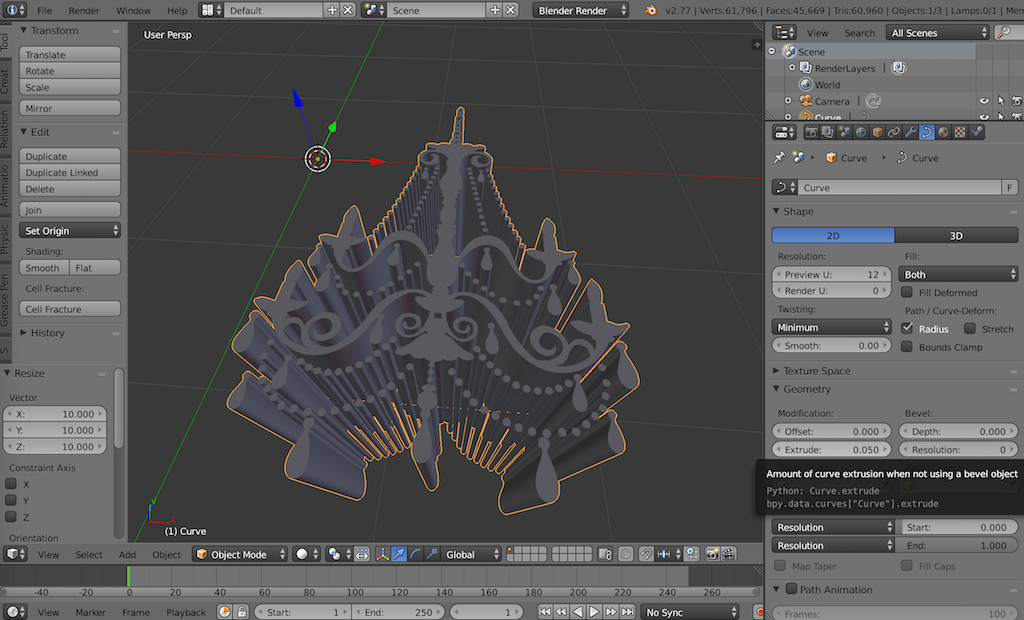 File Render Window Help Default Scene Blender Render v2.77 | Verts:61,796 | Faces:45,669 | Tris:60,960 | Objects:1/3 | Lamps:0/1 | Mem
Tool
Creat
Relation
Animatio
Physic
Grease Pen
S
Transform
Translate
Rotate
Scale
Mirror
Edit
Duplicate
Duplicate Linked
Delete
Join
Set Origin
Shading:
Smooth Flat
Cell Fracture:
Cell Fracture
History
Resize
Vector
X: 10.000
Y: 10.000
Z: 10.000
Constraint Axis
X
Y
Z
Orientation
User Persp
y
x
(1) Curve
View Select Add Object Object Mode Global
-40 -20 0 20 40 60 80 100 120 140 160 180 200 220 240 260
View Marker Frame Playback Start: 1 End: 250 1 No Sync
View Search All Scenes
Scene
RenderLayers |
World
Camera |
Curve
Curve Curve
Curve F
Shape
2D 3D
Resolution: Fill:
Preview U: 12 Both
Render U: 0 Fill Deformed
Twisting: Path / Curve-Deform:
Minimum Radius Stretch
Smooth: 0.00 Bounds Clamp
Texture Space
Geometry
Modification: Bevel:
Offset: 0.000 Depth: 0.000
Extrude: 0.050 Resolution: 0
Amount of curve extrusion when not using a bevel object
Python: Curve.extrude
bpy.data.curves["Curve"].extrude
Resolution Start: 0.000
Resolution End: 1.000
Map Taper Fill Caps
Path Animation
Frames: 100